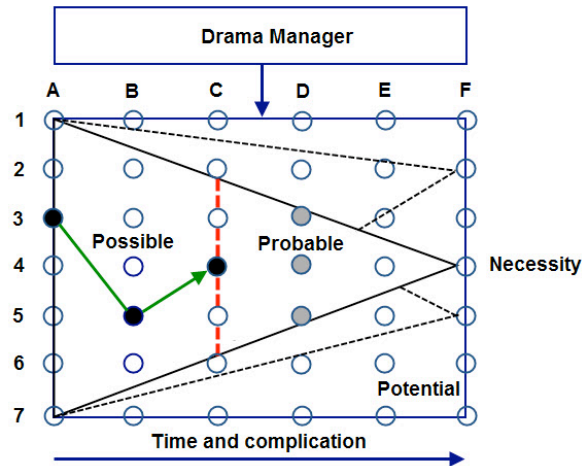 Drama Manager
A B C D E F
1
2
3
Possible Probable
4
Necessity
5
6
Potential
7
Time and complication